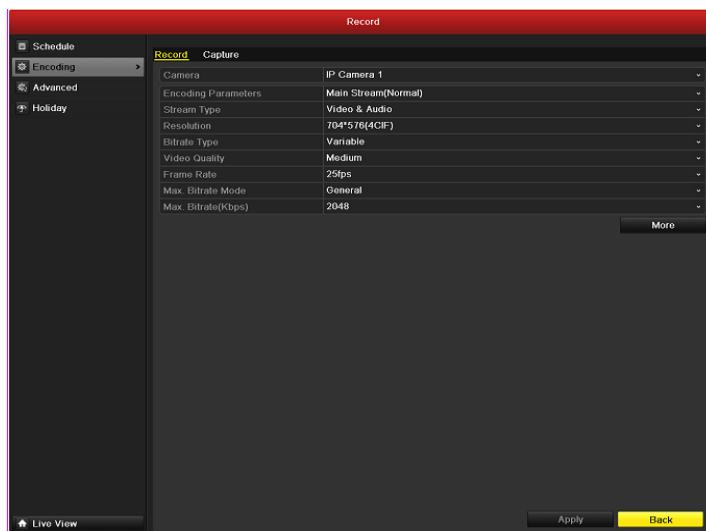 Record
Schedule
Encoding
Advanced
Holiday
Record Capture
Camera IP Camera 1
Encoding Parameters Main Stream(Normal)
Stream Type Video & Audio
Resolution 704*576(4CIF)
Bitrate Type Variable
Video Quality Medium
Frame Rate 25fps
Max. Bitrate Mode General
Max. Bitrate(Kbps) 2048
More
Live View
Apply Back